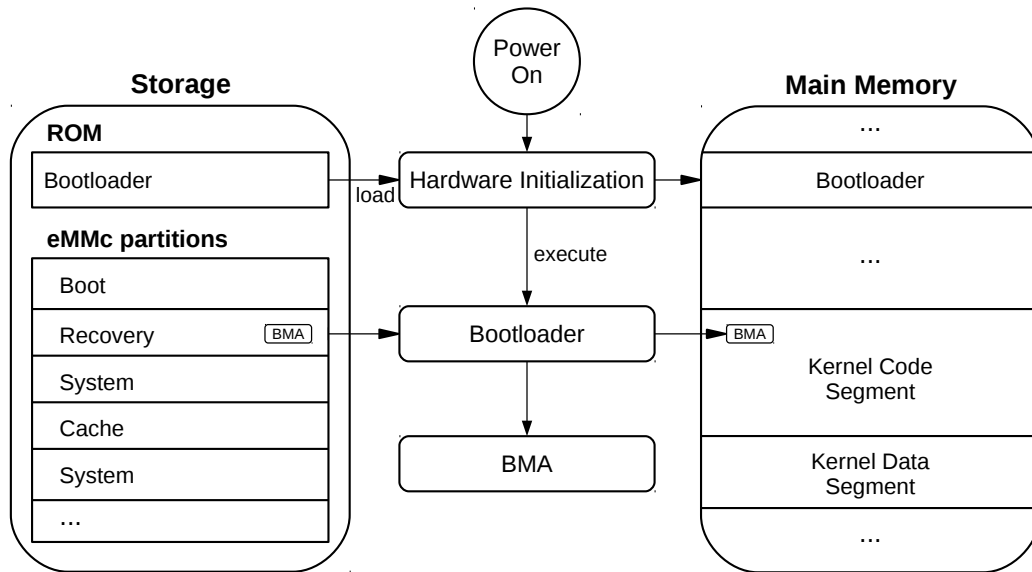 Power
On
Storage
Main Memory
ROM
...
Bootloader
load
Hardware Initialization
Bootloader
eMMc partitions
execute
...
Boot
Recovery
BMA
Bootloader
BMA
System
Kernel Code
Segment
Cache
System
BMA
Kernel Data
Segment
...
...